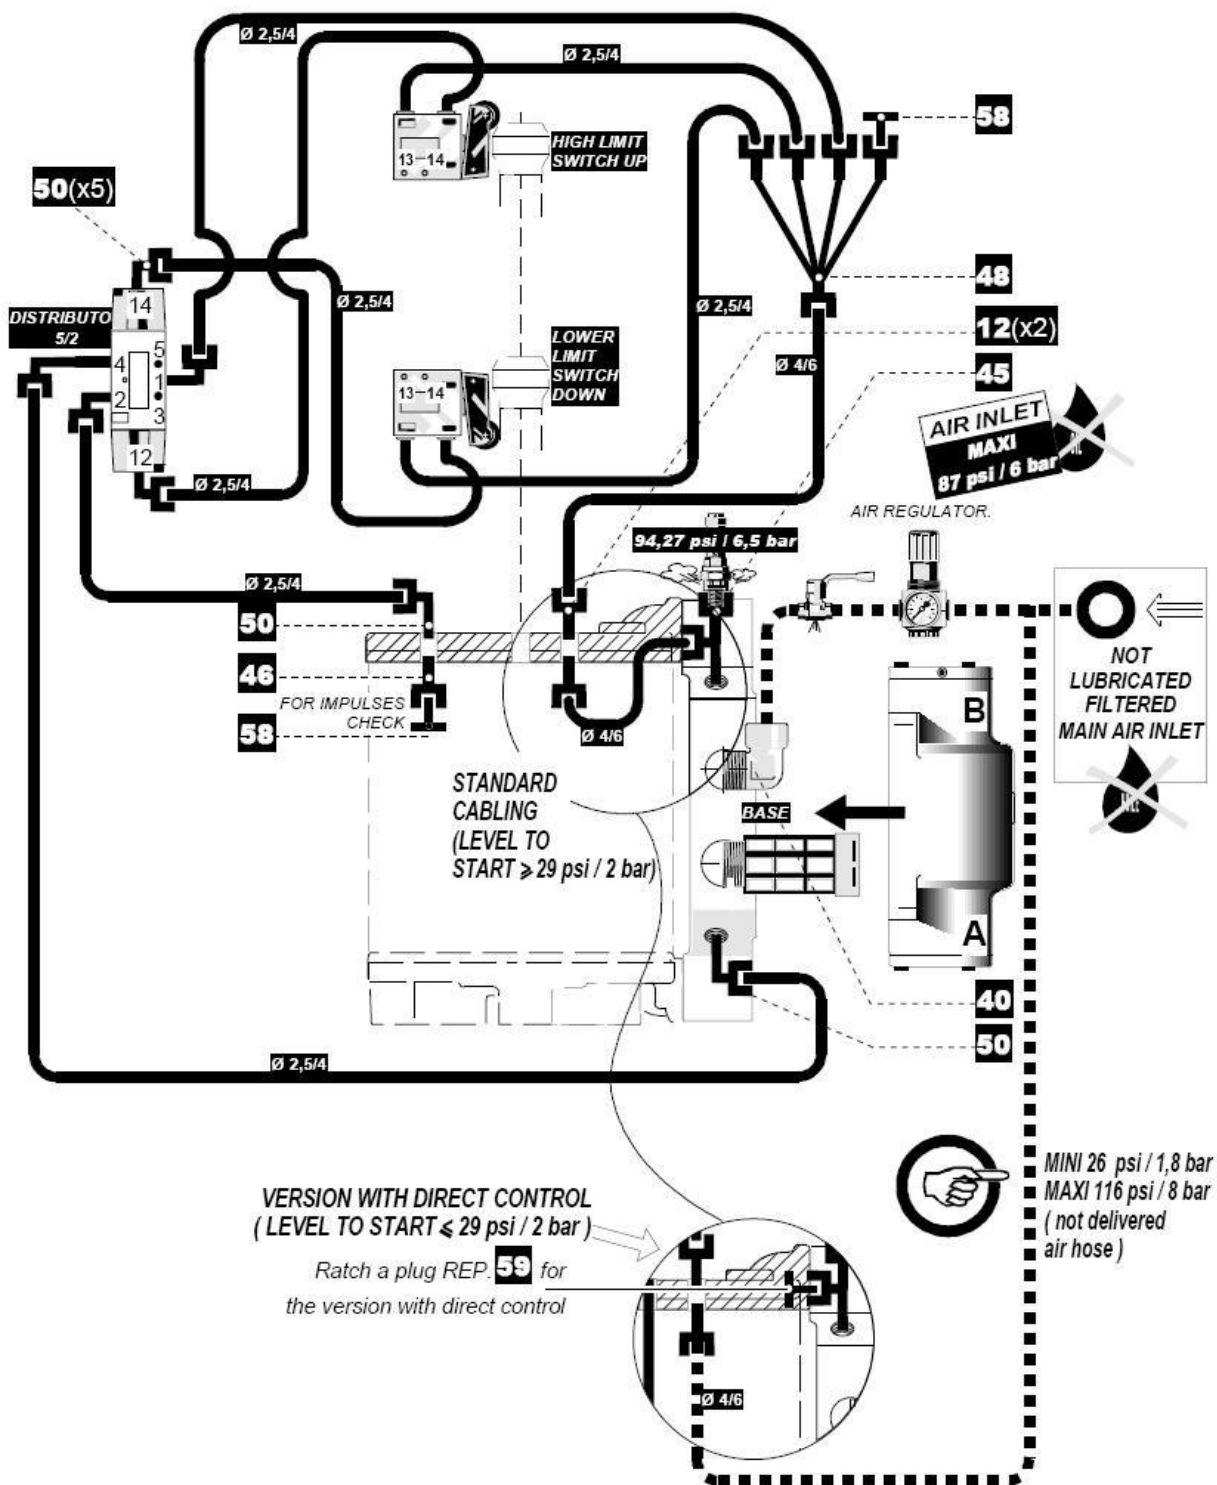 Ø 2,5/4
Ø 2,5/4
58
13 14
HIGH LIMIT
SWITCH UP
50(x5)
48
14
DISTRIBUTO
5/2
Ø 2,5/4
Ø 2,5/4
12(x2)
LOWER
LIMIT
SWITCH
DOWN
4
5
1
2
3
Ø 4/6
45
13 14
AIR INLET
MAXI
87 psi / 6 bar
12
Ø 2,5/4
AIR REGULATOR.
94,27 psi / 6,5 bar
Ø 2,5/4
50
46
FOR IMPULSES
CHECK
58
Ø 4/6
NOT
LUBRICATED
FILTERED
MAIN AIR INLET
B
STANDARD
CABLING
(LEVEL TO
START ⩾ 29 psi / 2 bar)
BASE
A
40
50
Ø 2,5/4
MINI 26 psi / 1,8 bar
MAXI 116 psi / 8 bar
( not delivered
air hose )
VERSION WITH DIRECT CONTROL
( LEVEL TO START ⩽ 29 psi / 2 bar )
Ratch a plug REP. 59 for
the version with direct control
Ø 4/6